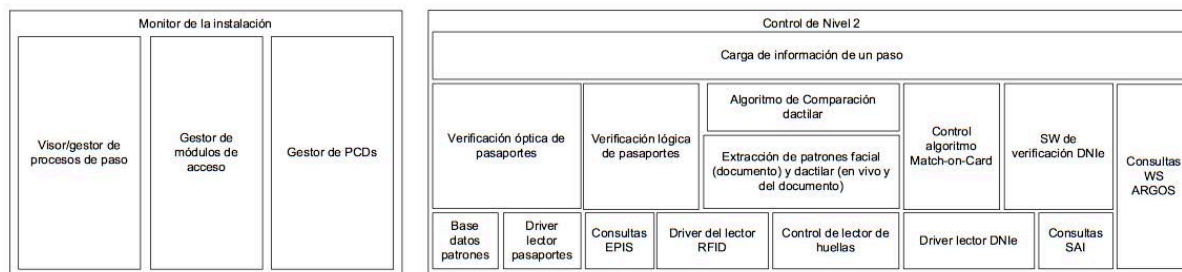 Monitor de la instalación
Visor/gestor de
procesos de paso
Gestor de
módulos de
acceso
Gestor de PCDs
Control de Nivel 2
Carga de información de un paso
Verificación óptica de
pasaportes
Verificación lógica
de pasaportes
Algoritmo de Comparación
dactilar
Extracción de patrones facial
(documento) y dactilar (en vivo y
del documento)
Control
algoritmo
Match-on-Card
SW de
verificación DNIe
Consultas
WS
ARGOS
Base
datos
patrones
Driver
lector
pasaportes
Consultas
EPIS
Driver del lector
RFID
Control de lector de
huellas
Driver lector DNIe
Consultas
SAI